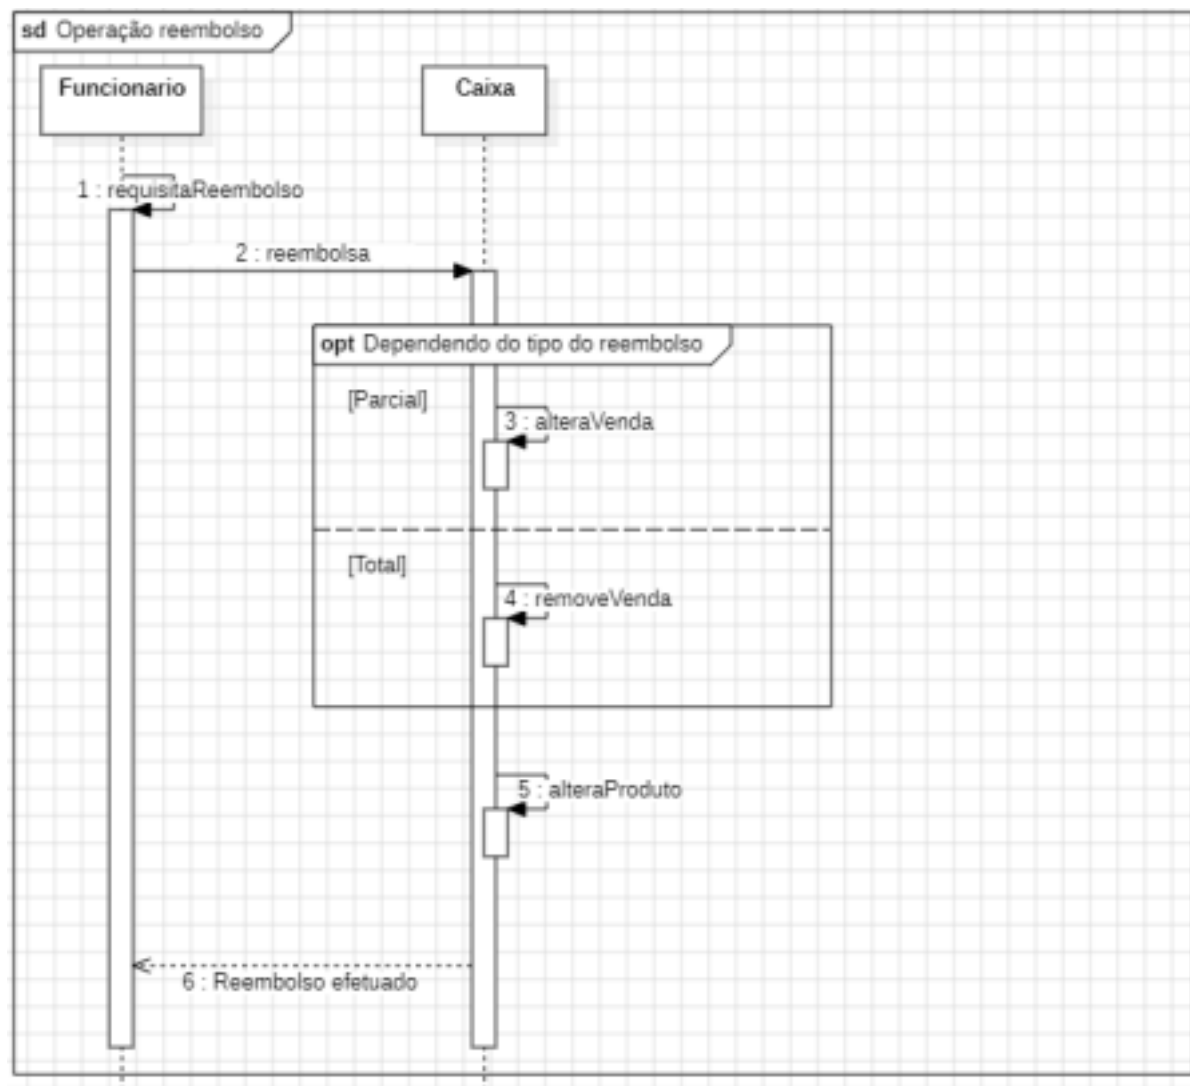 sd Operação reembolso
Funcionario
Caixa
1 : requisitaReembolso
2 : reembolsa
opt Dependendo do tipo do reembolso
[Parcial]
3 : alteraVenda
[Total]
4 : removeVenda
5 : alteraProduto
6 : Reembolso efetuado